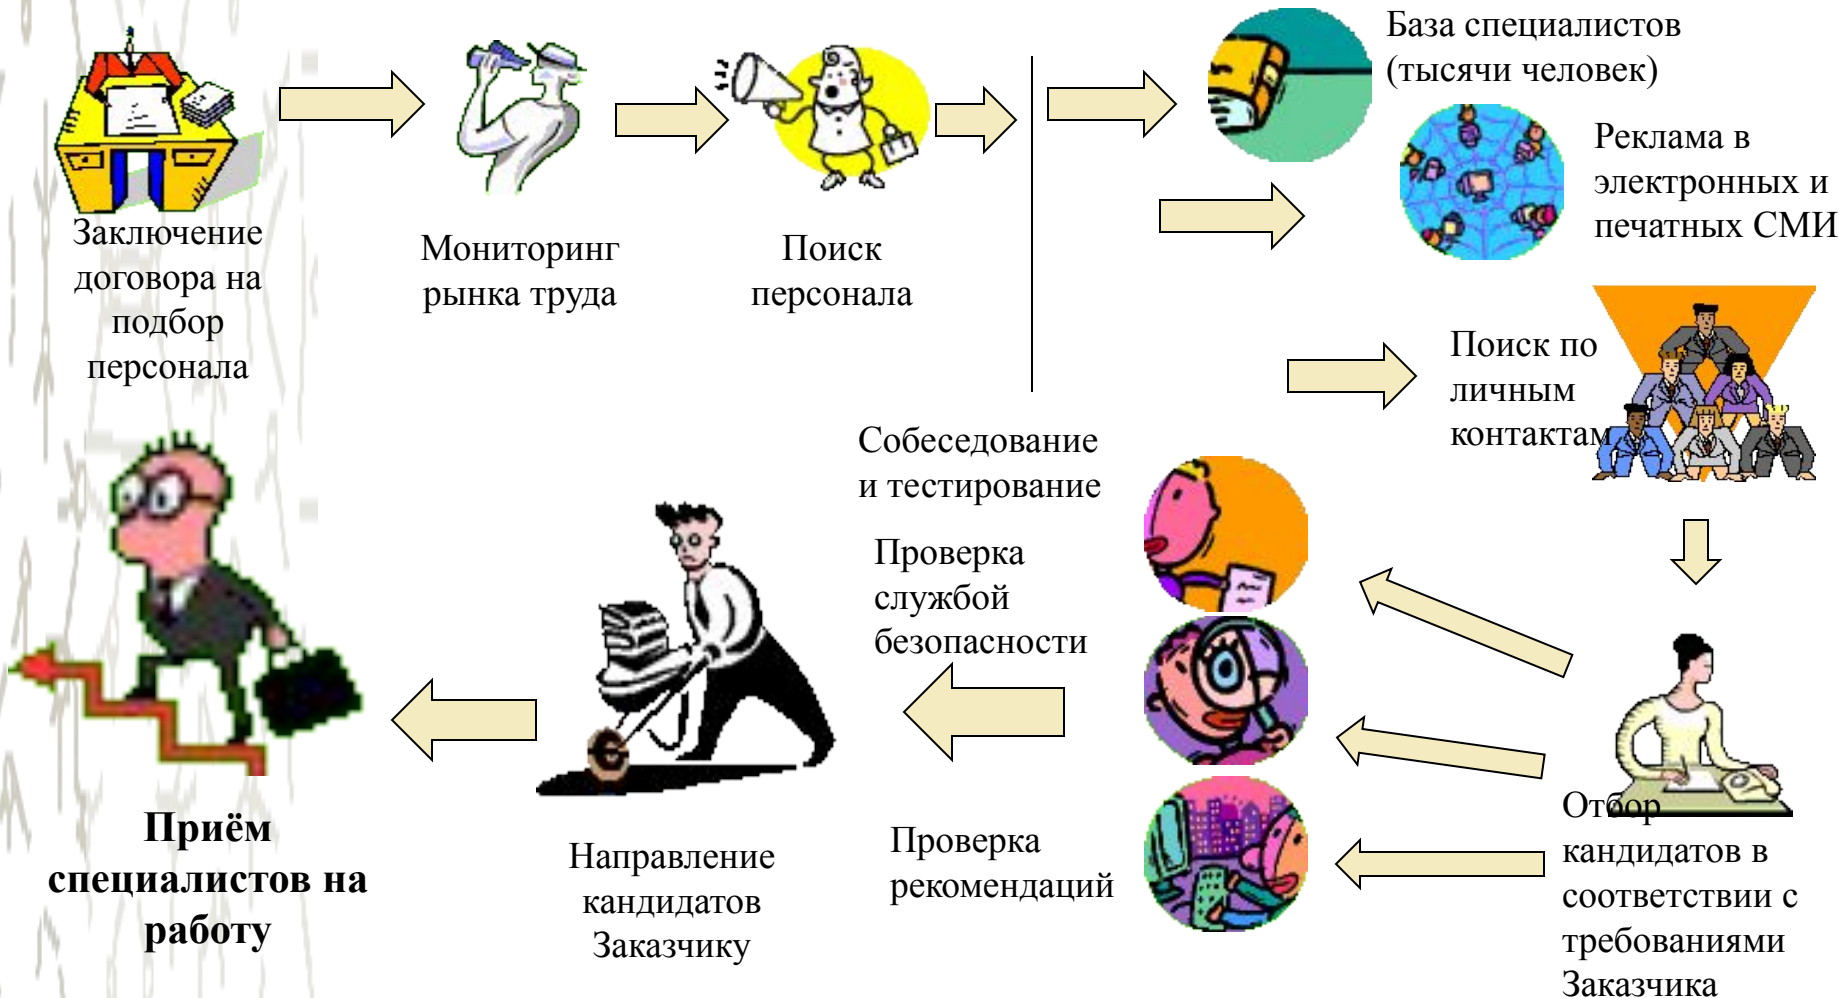 Заключение
договора на
подбор
персонала
Мониторинг
рынка труда
Поиск
персонала
База специалистов
(тысячи человек)
Реклама в
электронных и
печатных СМИ
Поиск по
личным
контактам
Отбор
кандидатов в
соответствии с
требованиями
Заказчика
Собеседование
и тестирование
Проверка
службой
безопасности
Проверка
рекомендаций
Направление
кандидатов
Заказчику
Приём
специалистов на
работу